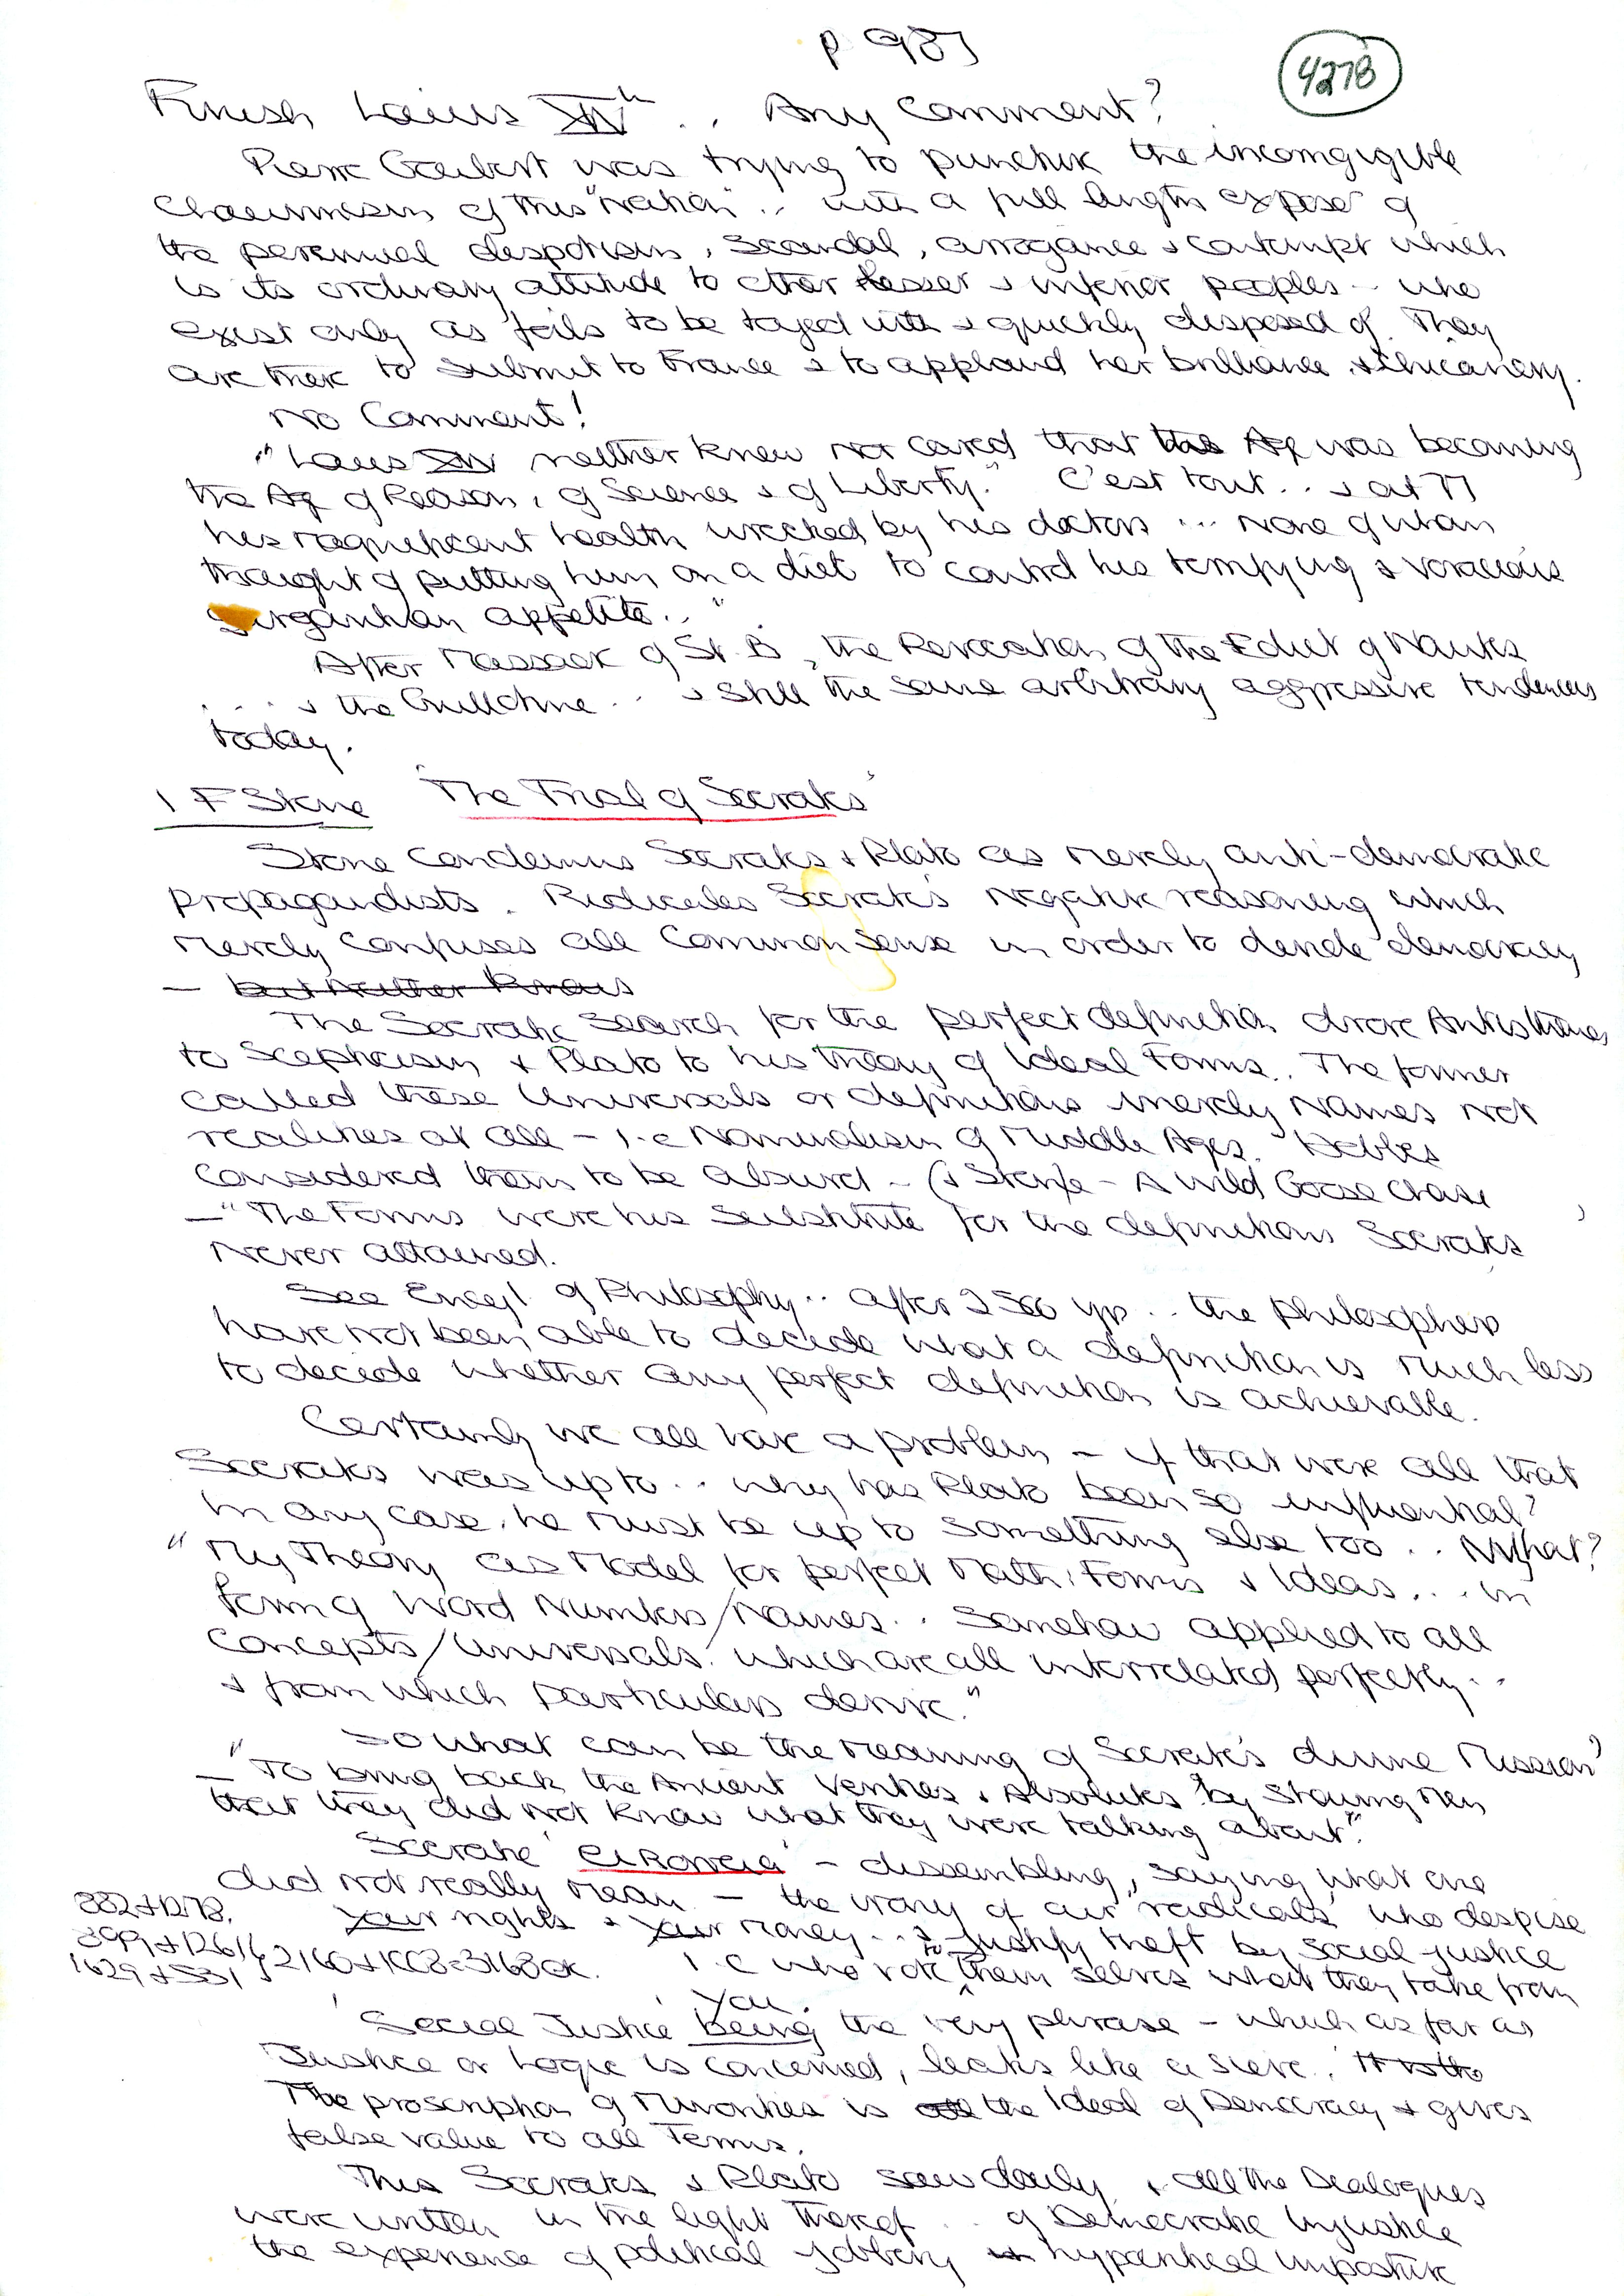 p 985
4278
Finish Louis XIVth .. Any Comment?
Pierre Goubert was trying to puncture the incorrigible
Chauvinism of this "Nation" .. with a full length exposé of
the perennial despotism, Scandal, arrogance & contempt which
is its ordinary attitude to other lesser & inferior peoples - who
exist only as foils to be toyed with & quickly disposed of. They
are there to submit to France & to applaud her brilliance & chicanery.
No Comment!
"Louis XIV neither knew nor cared that his Age was becoming
the Age of Reason, of Science & of Liberty." C'est tout .. & at 77
his magnificent health wrecked by his doctors ... None of whom
thought of putting him on a diet to control his terrifying & voracious
gargantuan appetite.. "
After Massacre of St. B, the Revocation of the Edict of Nantes
.... & the Guillotine .. & still the same arbitrary aggressive tendencies
today.
I F Stone 'The Trial of Socrates'
Stone Condemns Socrates & Plato as merely anti-democratic
propagandists. Ridicules Socrates Negative reasoning which
merely confuses all Common Sense in order to deride democracy
— but neither knows
The Socratic Search for the perfect definition drove Antisthenes
to Scepticism & Plato to his theory of Ideal Forms.. The former
called these Universals or definitions merely Names not
realities at all - i.e Nominalism of Middle Ages. Hobbes
considered them to be absurd - (& Stone) - A Wild Goose Chase
— "The Forms were his substitute for the definitions Socrates
Never attained.
See Encyl of Philosophy .. after 2500 yrs .. the philosophers
have not been able to decide what a definition is much less
to decide whether any perfect definition is achievable.
Certainly we all have a problem - if that were all that
Socrates was up to .. why has Plato been so influential?
In any case, he must be up to something else too .. What?
"My Theory as Model for perfect Math: Forms & Ideas... in
form of Word Numbers/Names.. Somehow applied to all
Concepts/Universals. which are all interrelated perfectly..
& from which particulars derive."
So what can be the meaning of Socrates's divine Mission?
— "To bring back the Ancient Verities & Absolutes by showing Men
that they did not know what they were talking about".
Socratic 'eironeia' - dissembling, saying what one
did not really mean - the irony of our 'radicals' who despise
your rights & your money .. & to justify theft by social justice
i.e who vote themselves what they take from
you.
882+1278.
899+1261
1629+531 } 2160+1008=3168 ok.
'Social Justice' being the very phrase - which as far as
Justice or Logic is concerned, leaks like a sieve. It is the
The proscription of Minorities is the Ideal of Democracy & gives
false value to all Terms.
This Socrates & Plato saw daily, & all the Dialogues
were written in the light thereof .. of Democratic Injustice
the experience of political jobbery hypocritical imposture